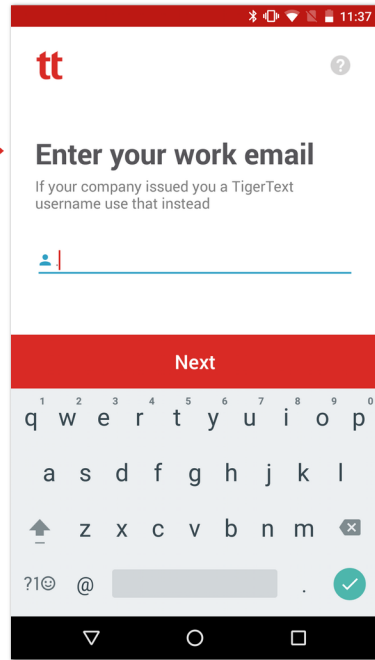 11:37
tt
?
Enter your work email
If your company issued you a TigerText
username use that instead
.
Next
1 2 3 4 5 6 7 8 9 0
q w e r t y u i o p
a s d f g h j k l
z x c v b n m
?1☺ @ .